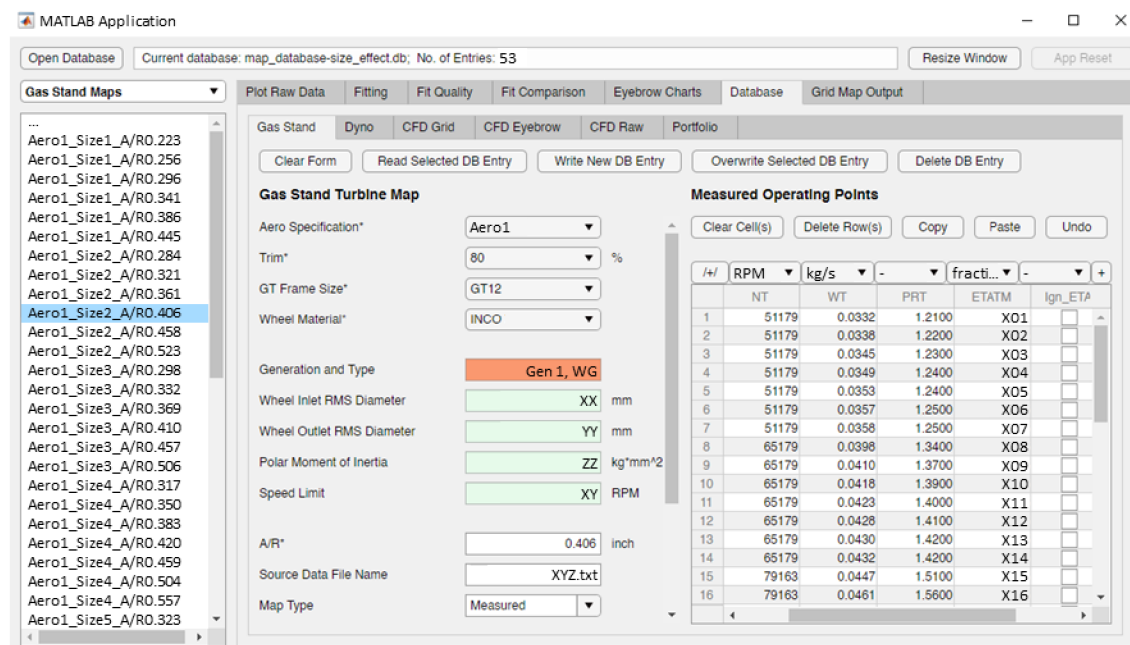 MATLAB Application
Open Database
Current database: map_database-size_effect.db; No. of Entries: 53
Resize Window
App Reset
Gas Stand Maps
...
Aero1_Size1_A/R0.223
Aero1_Size1_A/R0.256
Aero1_Size1_A/R0.296
Aero1_Size1_A/R0.341
Aero1_Size1_A/R0.386
Aero1_Size1_A/R0.445
Aero1_Size2_A/R0.284
Aero1_Size2_A/R0.321
Aero1_Size2_A/R0.361
Aero1_Size2_A/R0.406
Aero1_Size2_A/R0.458
Aero1_Size2_A/R0.523
Aero1_Size3_A/R0.298
Aero1_Size3_A/R0.332
Aero1_Size3_A/R0.369
Aero1_Size3_A/R0.410
Aero1_Size3_A/R0.457
Aero1_Size3_A/R0.506
Aero1_Size4_A/R0.317
Aero1_Size4_A/R0.350
Aero1_Size4_A/R0.383
Aero1_Size4_A/R0.420
Aero1_Size4_A/R0.459
Aero1_Size4_A/R0.504
Aero1_Size4_A/R0.557
Aero1_Size5_A/R0.323
Plot Raw Data Fitting Fit Quality Fit Comparison Eyebrow Charts Database Grid Map Output
Gas Stand Dyno CFD Grid CFD Eyebrow CFD Raw Portfolio
Clear Form Read Selected DB Entry Write New DB Entry Overwrite Selected DB Entry Delete DB Entry
Gas Stand Turbine Map
Aero Specification* Aero1
Trim* 80 %
GT Frame Size* GT12
Wheel Material* INCO
Generation and Type Gen 1, WG
Wheel Inlet RMS Diameter XX mm
Wheel Outlet RMS Diameter YY mm
Polar Moment of Inertia ZZ kg*mm^2
Speed Limit XY RPM
A/R* 0.406 inch
Source Data File Name XYZ.txt
Map Type Measured
Measured Operating Points
Clear Cell(s) Delete Row(s) Copy Paste Undo
/+/ RPM kg/s - fracti... - +
NT WT PRT ETATM Ign_ETA
1 51179 0.0332 1.2100 X01
2 51179 0.0338 1.2200 X02
3 51179 0.0345 1.2300 X03
4 51179 0.0349 1.2400 X04
5 51179 0.0353 1.2400 X05
6 51179 0.0357 1.2500 X06
7 51179 0.0358 1.2500 X07
8 65179 0.0398 1.3400 X08
9 65179 0.0410 1.3700 X09
10 65179 0.0418 1.3900 X10
11 65179 0.0423 1.4000 X11
12 65179 0.0428 1.4100 X12
13 65179 0.0430 1.4200 X13
14 65179 0.0432 1.4200 X14
15 79163 0.0447 1.5100 X15
16 79163 0.0461 1.5600 X16